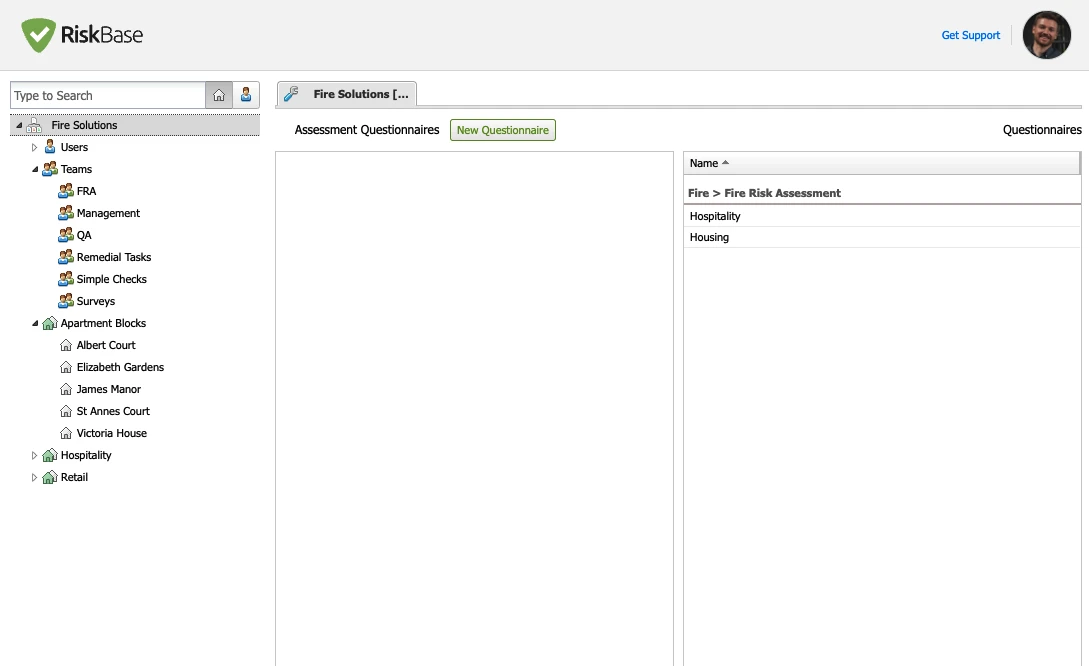 RiskBase
Get Support
Type to Search
Fire Solutions [...
Fire Solutions
Users
Teams
FRA
Management
QA
Remedial Tasks
Simple Checks
Surveys
Apartment Blocks
Albert Court
Elizabeth Gardens
James Manor
St Annes Court
Victoria House
Hospitality
Retail
Assessment Questionnaires
New Questionnaire
Questionnaires
Name
Fire > Fire Risk Assessment
Hospitality
Housing